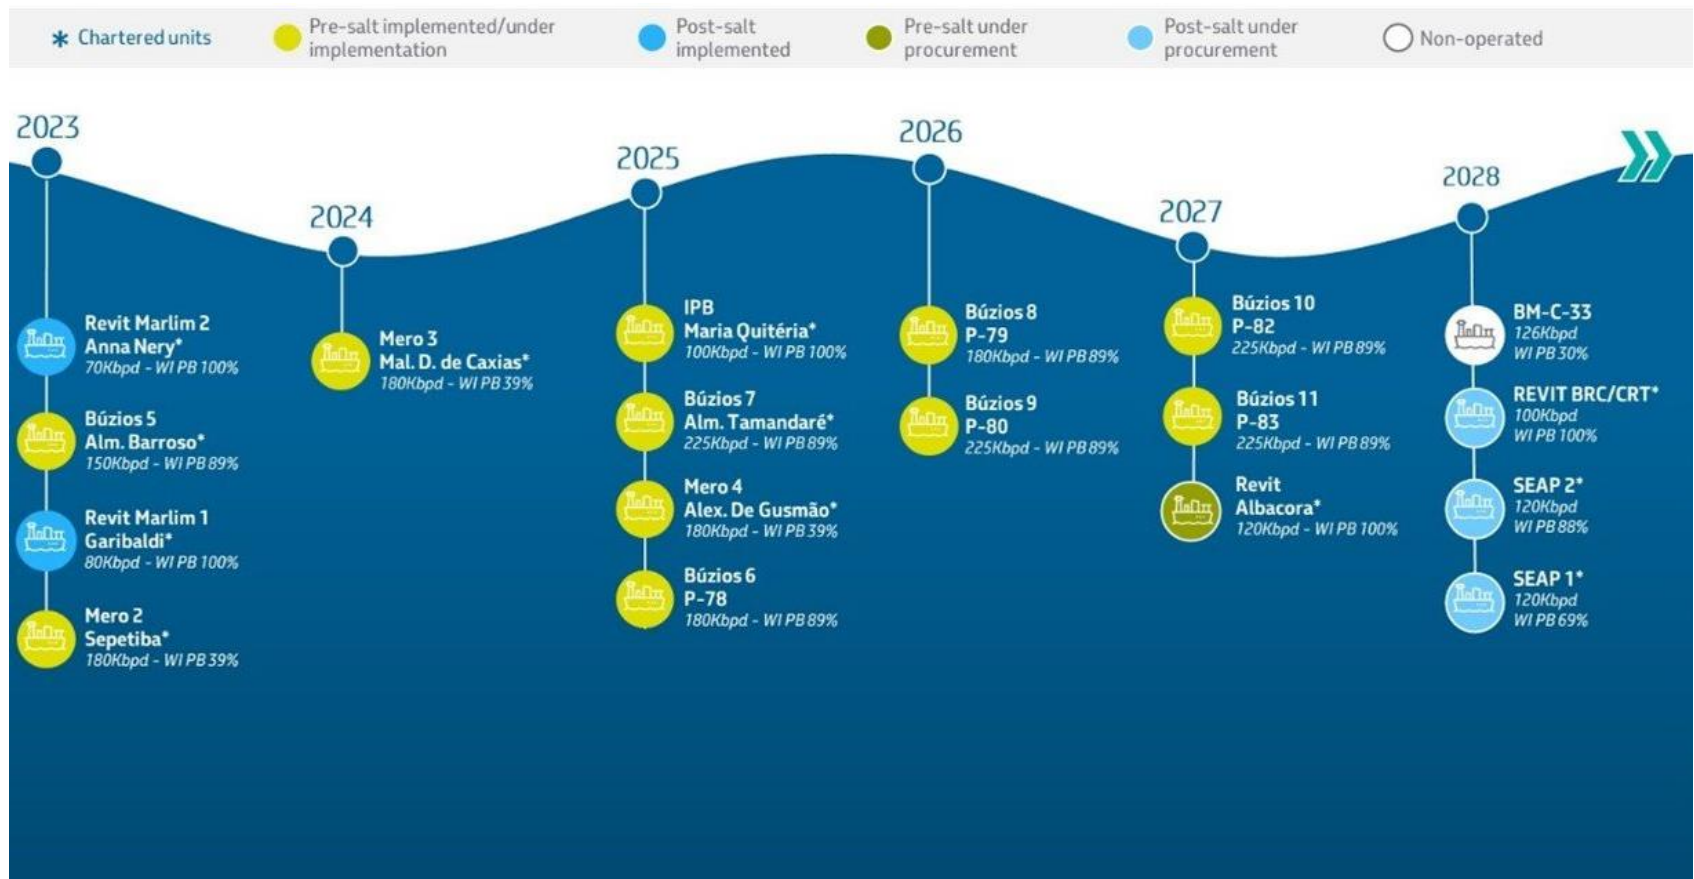 * Chartered units
Pre-salt implemented/under
implementation
Post-salt
implemented
Pre-salt under
procurement
Post-salt under
procurement
Non-operated
2023
Revit Marlim 2
Anna Nery*
70Kbpd - WI PB 100%
Búzios 5
Alm. Barroso*
150Kbpd - WI PB 89%
Revit Marlim 1
Garibaldi*
80Kbpd - WI PB 100%
Mero 2
Sepetiba*
180Kbpd - WI PB 39%
2024
Mero 3
Mal. D. de Caxias*
180Kbpd - WI PB 39%
2025
IPB
Maria Quitéria*
100Kbpd - WI PB 100%
Búzios 7
Alm. Tamandaré*
225Kbpd - WI PB 89%
Mero 4
Alex. De Gusmão*
180Kbpd - WI PB 39%
Búzios 6
P-78
180Kbpd - WI PB 89%
2026
Búzios 8
P-79
180Kbpd - WI PB 89%
Búzios 9
P-80
225Kbpd - WI PB 89%
2027
Búzios 10
P-82
225Kbpd - WI PB 89%
Búzios 11
P-83
225Kbpd - WI PB 89%
Revit
Albacora*
120Kbpd - WI PB 100%
2028
BM-C-33
126Kbpd
WI PB 30%
REVIT BRC/CRT*
100Kbpd
WI PB 100%
SEAP 2*
120Kbpd
WI PB 88%
SEAP 1*
120Kbpd
WI PB 69%